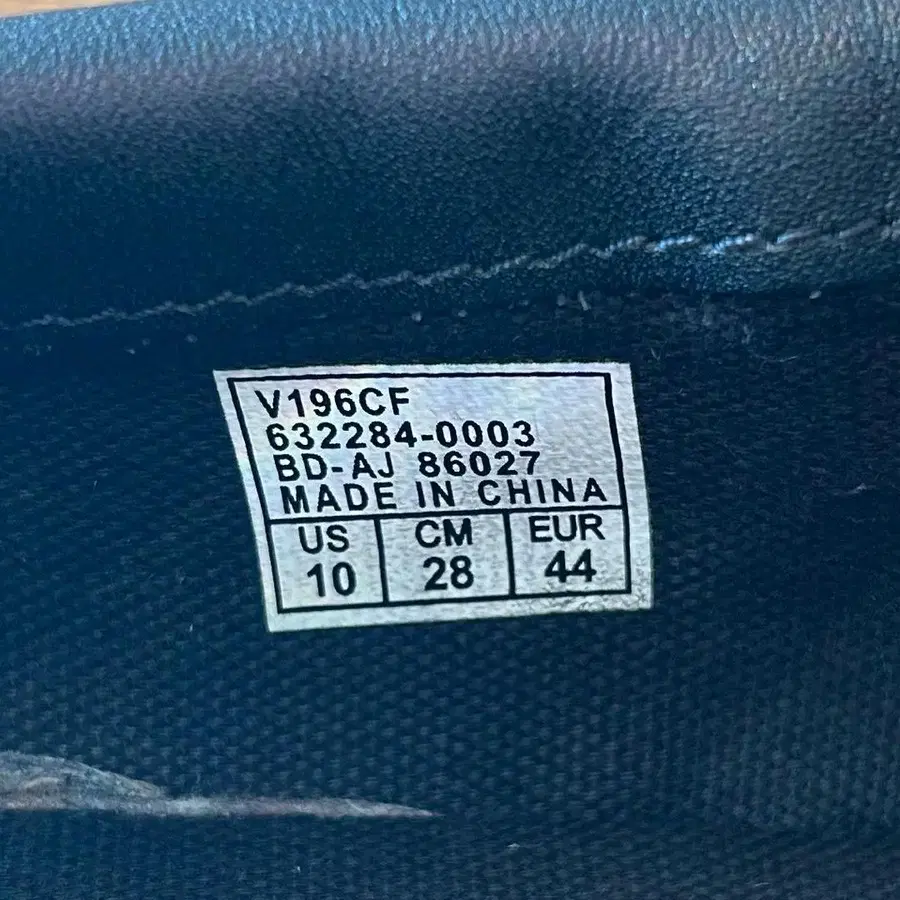 V196CF
632284-0003
BD-AJ 86027
MADE IN CHINA
US CM EUR
10 28 44